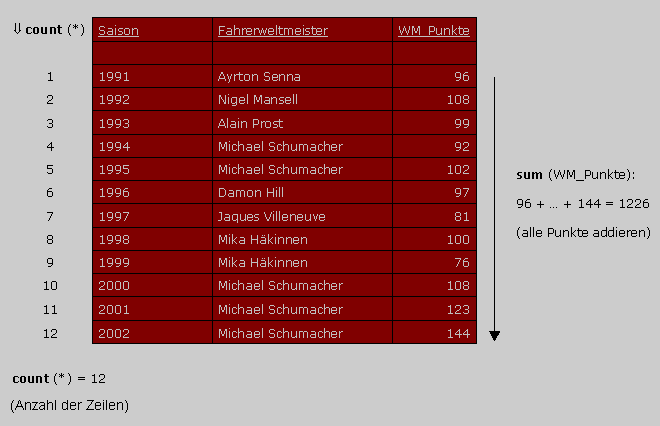 ⇓ count (*) Saison Fahrerweltmeister WM_Punkte
1 1991 Ayrton Senna 96
2 1992 Nigel Mansell 108
3 1993 Alain Prost 99
4 1994 Michael Schumacher 92
5 1995 Michael Schumacher 102
6 1996 Damon Hill 97
7 1997 Jaques Villeneuve 81
8 1998 Mika Häkinnen 100
9 1999 Mika Häkinnen 76
10 2000 Michael Schumacher 108
11 2001 Michael Schumacher 123
12 2002 Michael Schumacher 144
sum (WM_Punkte):
96 + ... + 144 = 1226
(alle Punkte addieren)
count (*) = 12
(Anzahl der Zeilen)